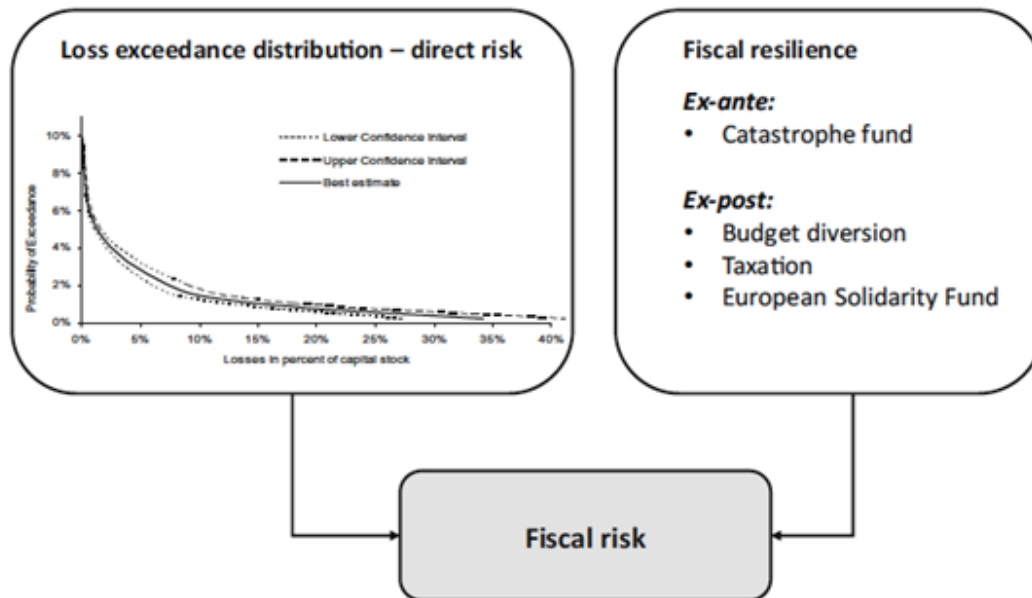 Loss exceedance distribution – direct risk
10%
8%
6%
4%
2%
0%
Probability of Exceedance
Lower Confidence Interval
Upper Confidence Interval
Best estimate
0% 5% 10% 15% 20% 25% 30% 35% 40%
Losses in percent of capital stock
Fiscal resilience
Ex-ante:
• Catastrophe fund
Ex-post:
• Budget diversion
• Taxation
• European Solidarity Fund
Fiscal risk